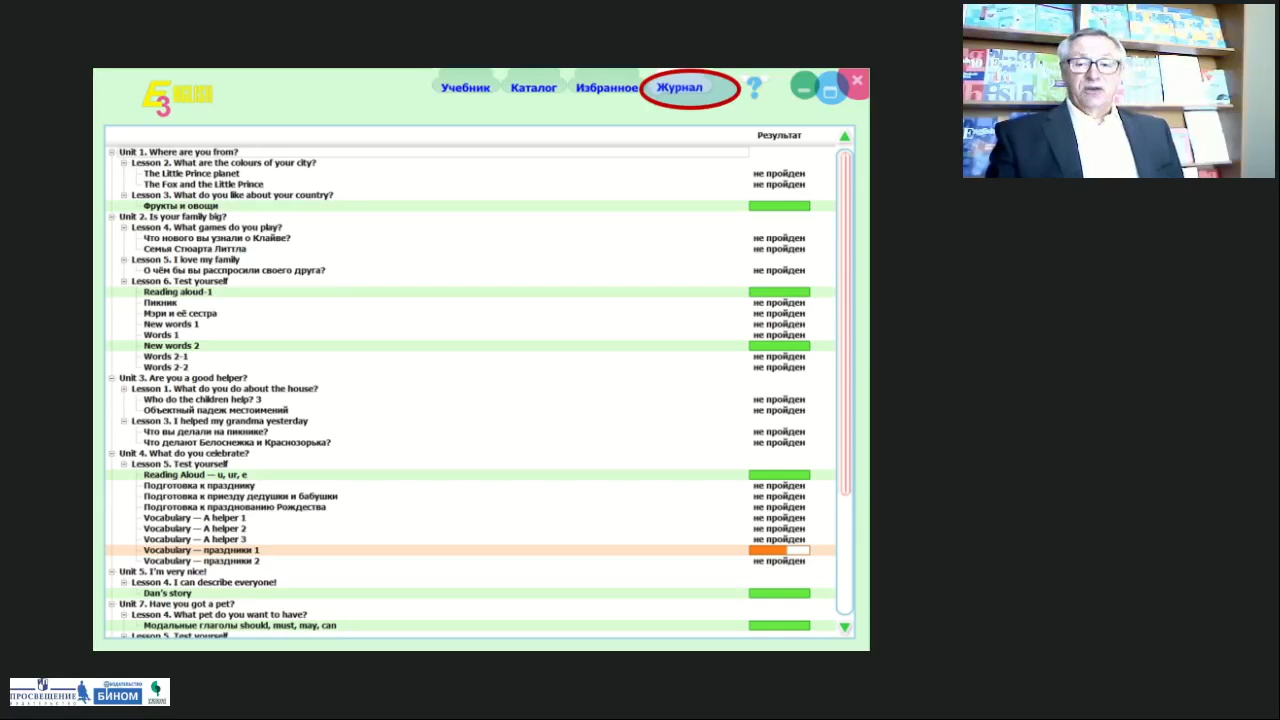 E3 ENGLISH
Учебник Каталог Избранное Журнал ?
Результат
Unit 1. Where are you from?
Lesson 2. What are the colours of your city?
The Little Prince planet не пройден
The Fox and the Little Prince не пройден
Lesson 3. What do you like about your country?
Фрукты и овощи
Unit 2. Is your family big?
Lesson 4. What games do you play?
Что нового вы узнали о Клайве? не пройден
Семья Стюарта Литтла не пройден
Lesson 5. I love my family
О чём бы вы расспросили своего друга? не пройден
Lesson 6. Test yourself
Reading aloud-1
Пикник не пройден
Мэри и её сестра не пройден
New words 1 не пройден
Words 1 не пройден
New words 2
Words 2-1 не пройден
Words 2-2 не пройден
Unit 3. Are you a good helper?
Lesson 1. What do you do about the house?
Who do the children help? 3 не пройден
Объектный падеж местоимений не пройден
Lesson 3. I helped my grandma yesterday
Что вы делали на пикнике? не пройден
Что делают Белоснежка и Краснозорька? не пройден
Unit 4. What do you celebrate?
Lesson 5. Test yourself
Reading Aloud — u, ur, e
Подготовка к празднику не пройден
Подготовка к приезду дедушки и бабушки не пройден
Подготовка к празднованию Рождества не пройден
Vocabulary — A helper 1 не пройден
Vocabulary — A helper 2 не пройден
Vocabulary — A helper 3 не пройден
Vocabulary — праздники 1
Vocabulary — праздники 2 не пройден
Unit 5. I'm very nice!
Lesson 4. I can describe everyone!
Dan's story
Unit 7. Have you got a pet?
Lesson 4. What pet do you want to have?
Модальные глаголы should, must, may, can
Lesson 5. Test yourself
ПРОСВЕЩЕНИЕ
ИЗДАТЕЛЬСТВО
ИЗДАТЕЛЬСТВО
БИНОМ